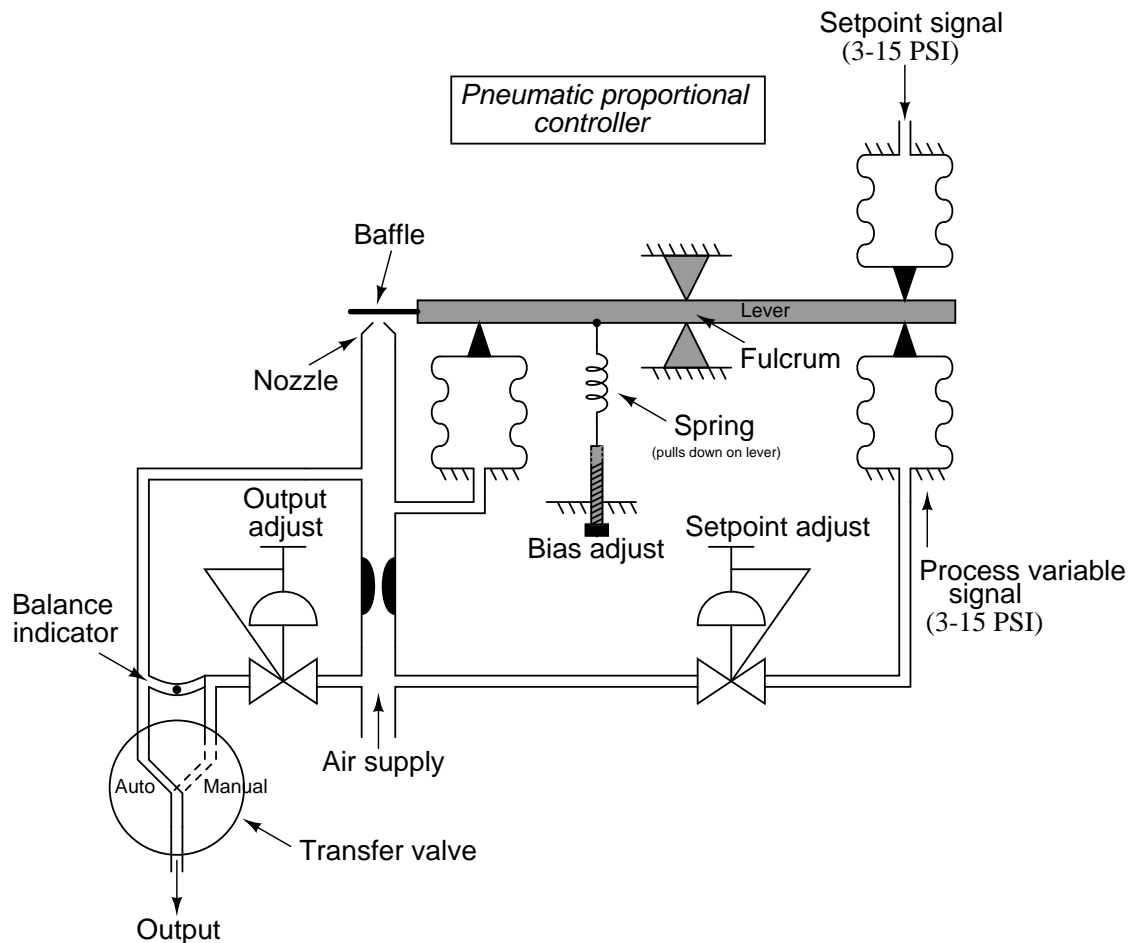 Setpoint signal
(3-15 PSI)
Pneumatic proportional
controller
Baffle
Lever
Nozzle
Fulcrum
Spring
(pulls down on lever)
Output
adjust
Bias adjust
Setpoint adjust
Process variable
signal
(3-15 PSI)
Balance
indicator
Air supply
Auto
Manual
Transfer valve
Output